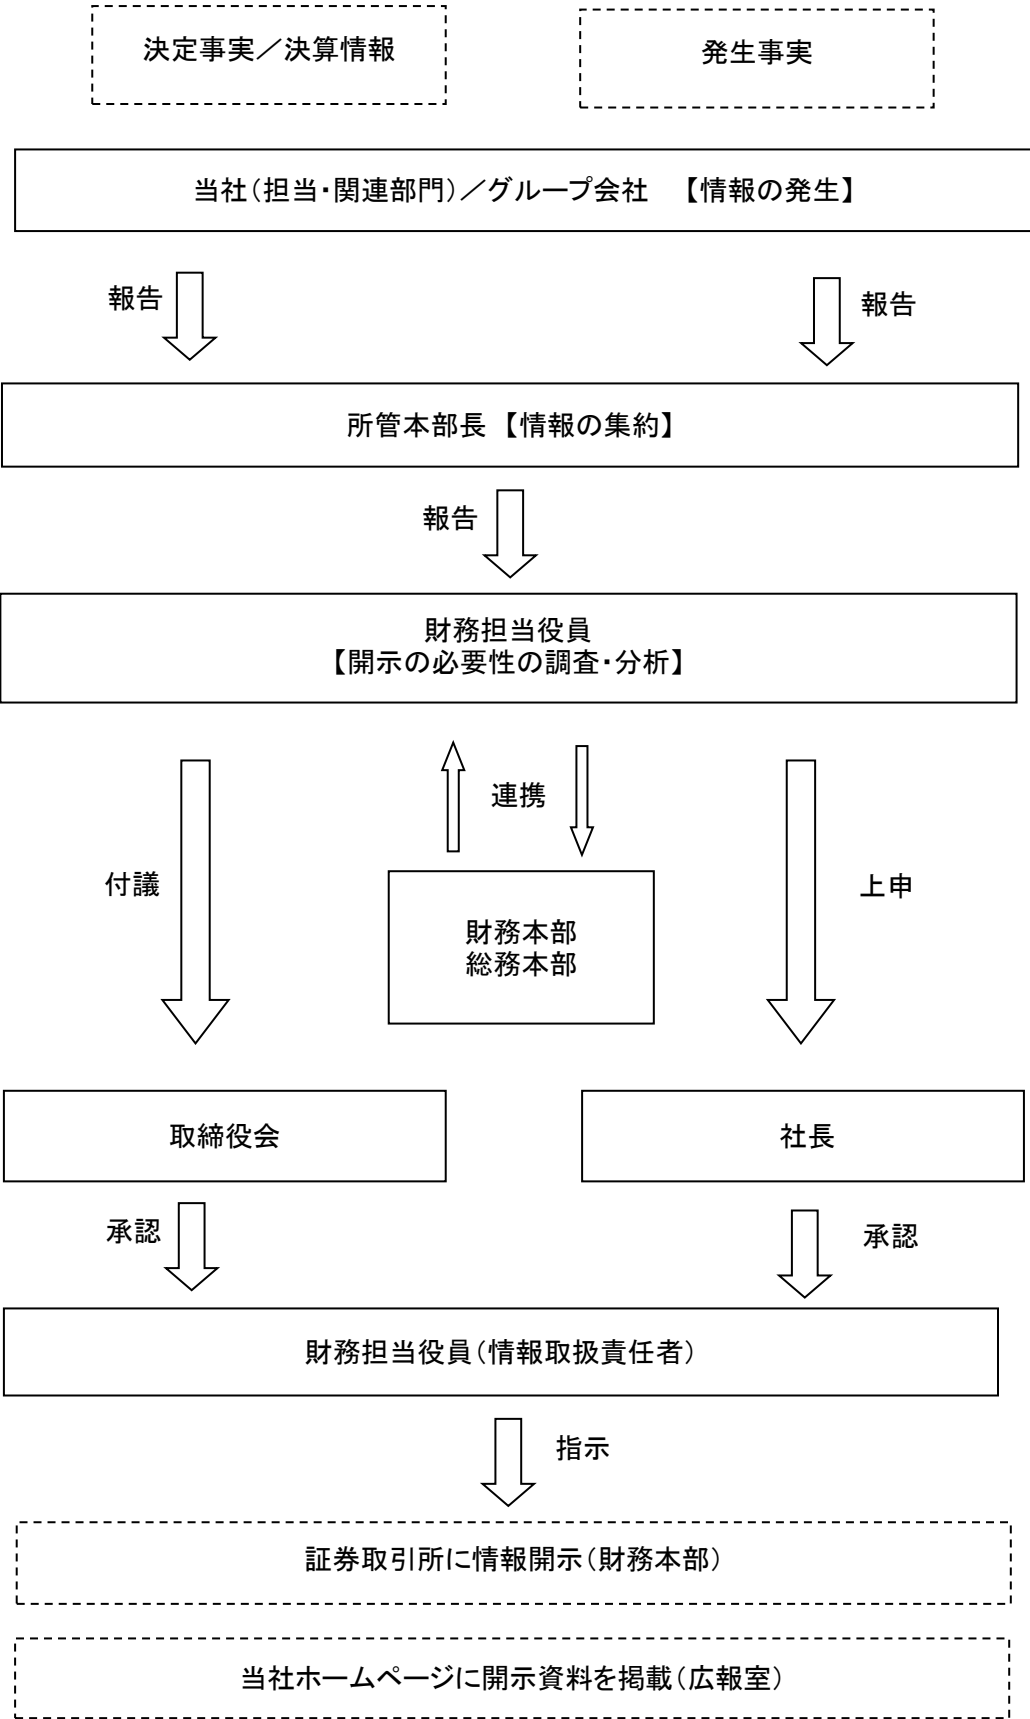 決定事実／決算情報
発生事実
当社（担当・関連部門）／グループ会社　【情報の発生】
報告
報告
所管本部長【情報の集約】
報告
財務担当役員
【開示の必要性の調査・分析】
連携
付議
上申
財務本部
総務本部
取締役会
社長
承認
承認
財務担当役員（情報取扱責任者）
指示
証券取引所に情報開示（財務本部）
当社ホームページに開示資料を掲載（広報室）